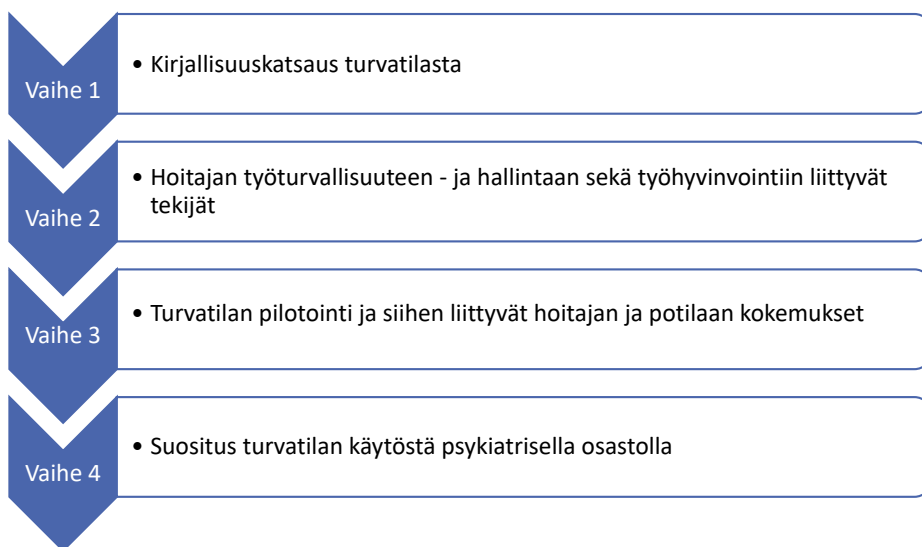 Vaihe 1
• Kirjallisuuskatsaus turvatilasta
Vaihe 2
• Hoitajan työturvallisuuteen - ja hallintaan sekä työhyvinvointiin liittyvät
tekijät
Vaihe 3
• Turvatilan pilotointi ja siihen liittyvät hoitajan ja potilaan kokemukset
Vaihe 4
• Suositus turvatilan käytöstä psykiatrisella osastolla